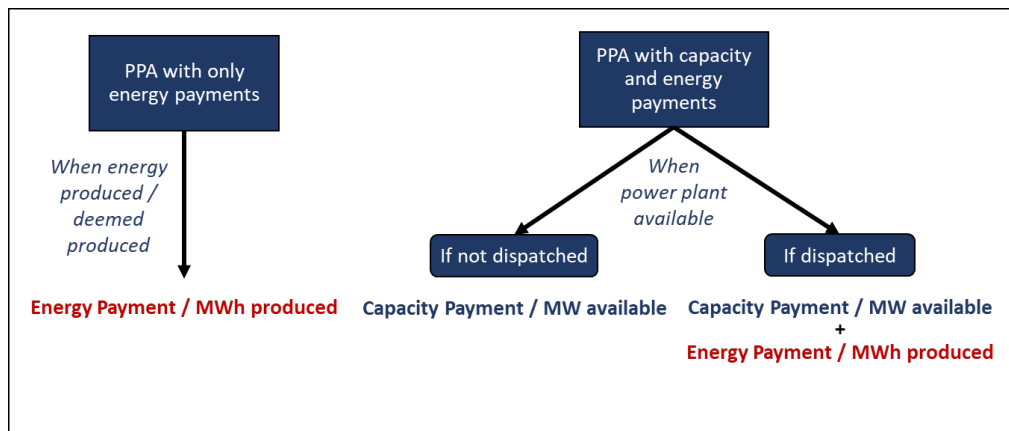 PPA with only
energy payments
When energy
produced /
deemed
produced
Energy Payment / MWh produced
PPA with capacity
and energy
payments
When
power plant
available
If not dispatched
Capacity Payment / MW available
If dispatched
Capacity Payment / MW available
+
Energy Payment / MWh produced